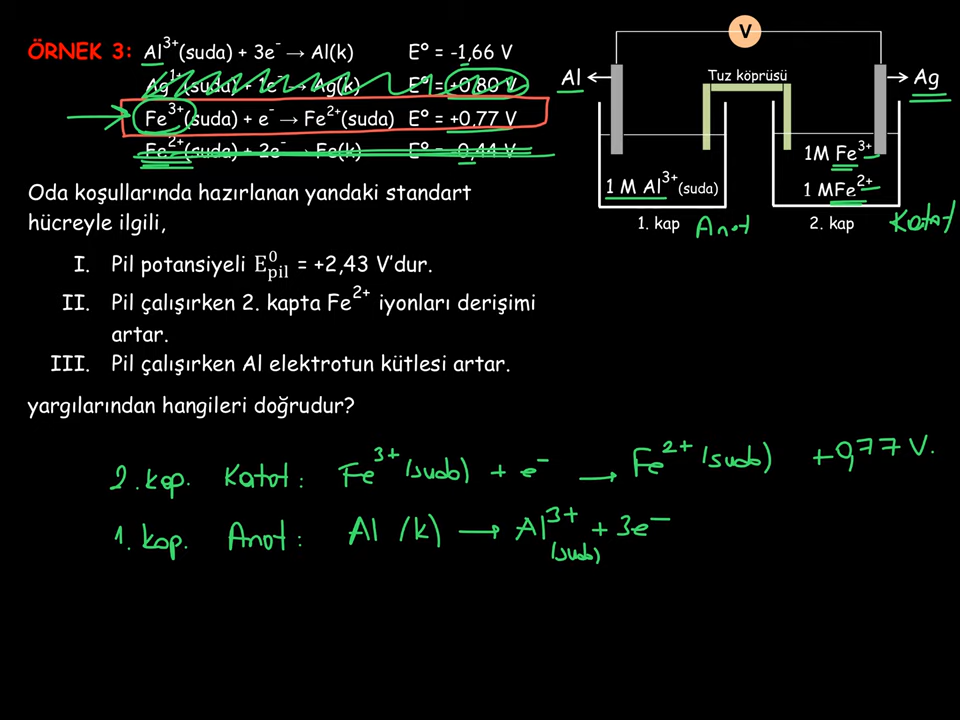 ÖRNEK 3: Al³⁺(suda) + 3e⁻ → Al(k) E° = -1,66 V
Ag¹⁺(suda) + 1e⁻ → Ag(k) E° = +0,80 V
Fe³⁺(suda) + e⁻ → Fe²⁺(suda) E° = +0,77 V
Fe²⁺(suda) + 2e⁻ → Fe(k) E° = -0,44 V
V
Al
Tuz köprüsü
Ag
1 M Al³⁺(suda)
1M Fe³⁺
1 MFe²⁺
1. kap Anot
2. kap Katot
Oda koşullarında hazırlanan yandaki standart
hücreyle ilgili,
I. Pil potansiyeli E⁰pil = +2,43 V'dur.
II. Pil çalışırken 2. kapta Fe²⁺ iyonları derişimi
artar.
III. Pil çalışırken Al elektrotun kütlesi artar.
yargılarından hangileri doğrudur?
2. kap. Katot: Fe³⁺(suda) + e⁻ → Fe²⁺(suda) +0,77 V.
1. kap. Anot: Al (k) → Al³⁺(suda) + 3e⁻